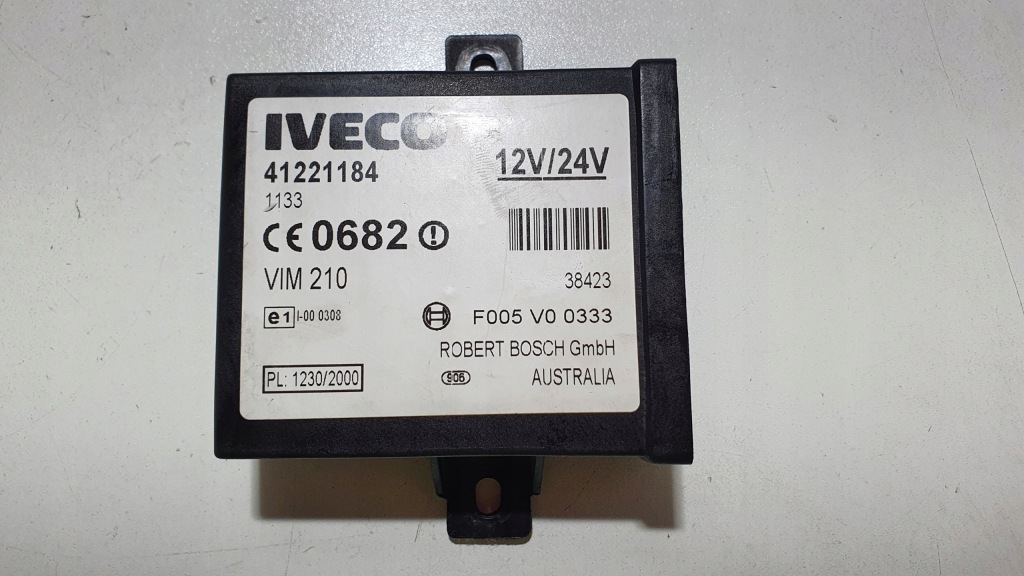 IVECO
41221184
12V/24V
1133
CE 0682
VIM 210
38423
e1 I-00 0308
F005 V0 0333
ROBERT BOSCH GmbH
PL: 1230/2000
906 AUSTRALIA